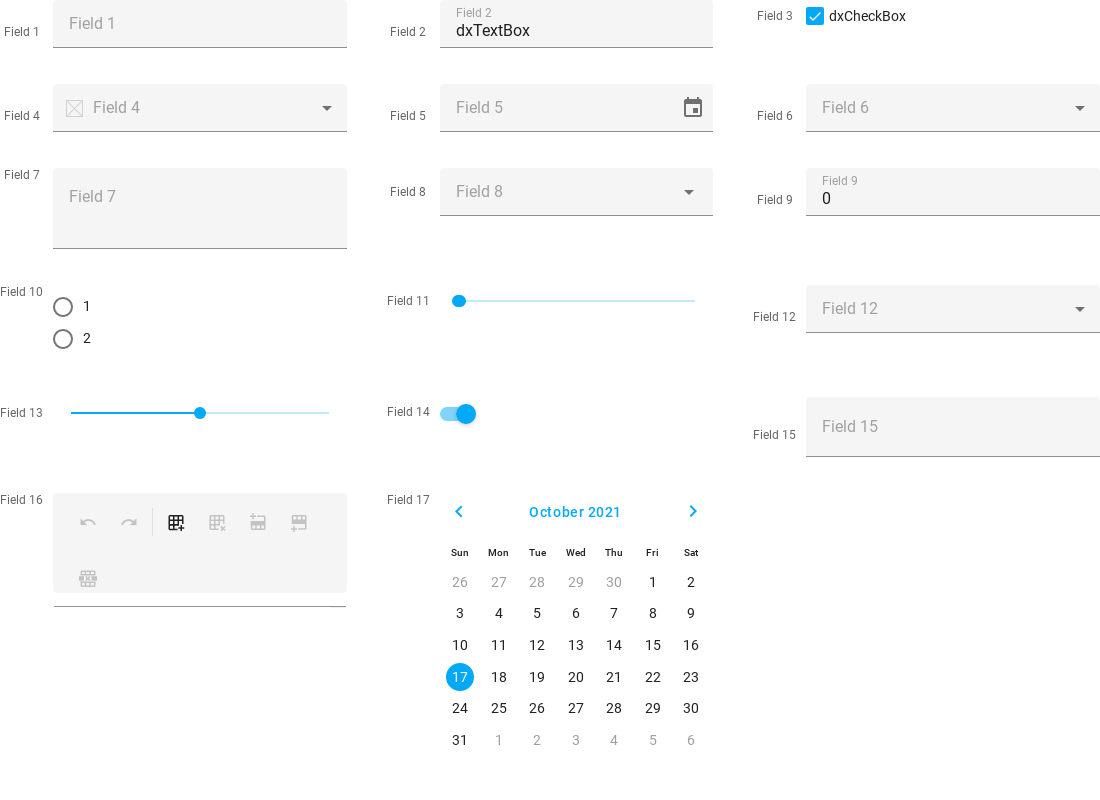 Field 1
Field 1
Field 2
Field 2
dxTextBox
Field 3
dxCheckBox
Field 4
Field 4
Field 5
Field 5
Field 6
Field 6
Field 7
Field 7
Field 8
Field 8
Field 9
Field 9
0
Field 10
1
2
Field 11
Field 12
Field 12
Field 13
Field 14
Field 15
Field 15
Field 16
Field 17
October 2021
Sun Mon Tue Wed Thu Fri Sat
26 27 28 29 30 1 2
3 4 5 6 7 8 9
10 11 12 13 14 15 16
17 18 19 20 21 22 23
24 25 26 27 28 29 30
31 1 2 3 4 5 6